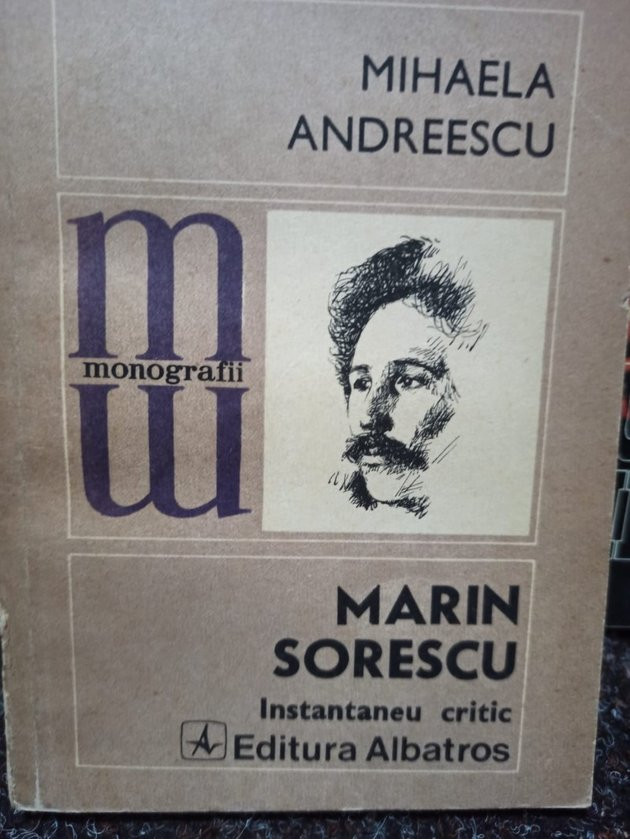 MIHAELA
ANDREESCU
m
monografii
m
MARIN
SORESCU
Instantaneu critic
A Editura Albatros